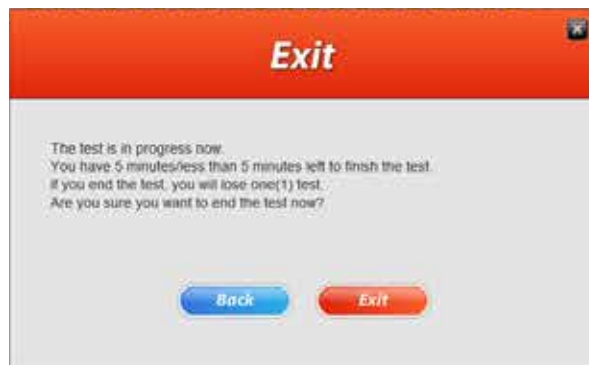 Exit
The test is in progress now.
You have 5 minutes/less than 5 minutes left to finish the test.
If you end the test, you will lose one(1) test.
Are you sure you want to end the test now?
Back
Exit